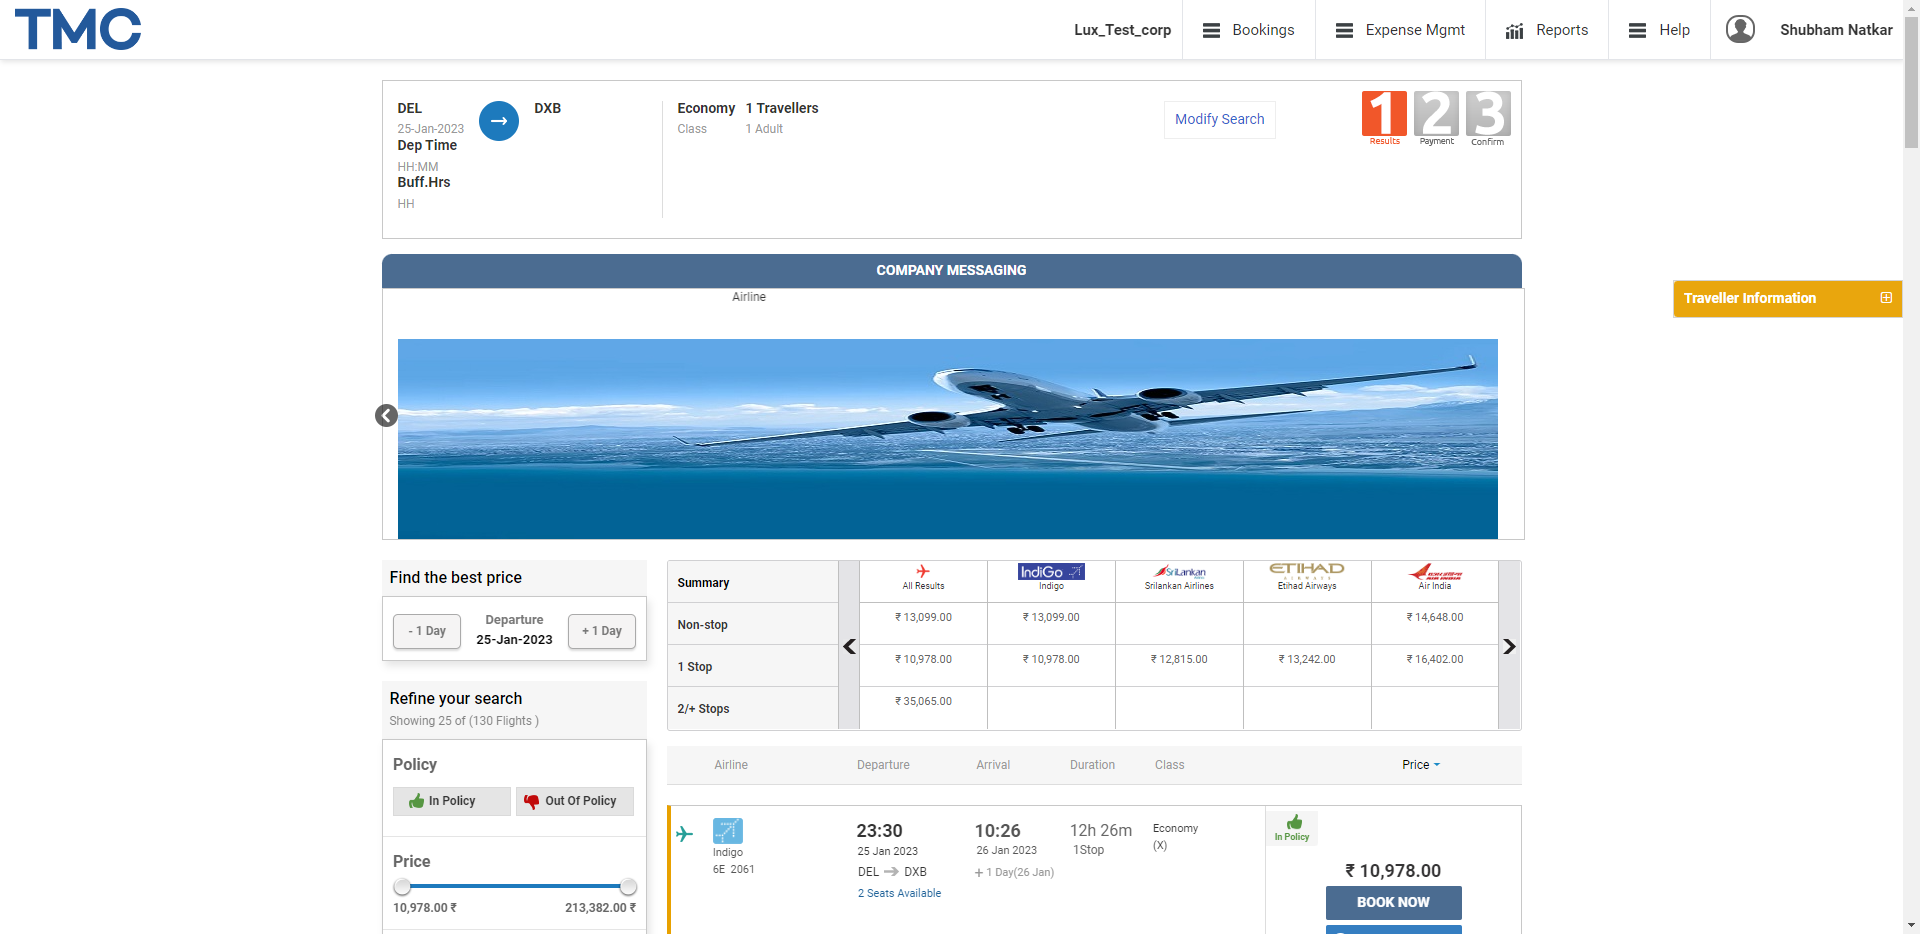 TMC
Lux_Test_corp
Bookings
Expense Mgmt
Reports
Help
Shubham Natkar
DEL
DXB
25-Jan-2023
Dep Time
HH:MM
Buff.Hrs
HH
Economy 1 Travellers
Class 1 Adult
Modify Search
1 2 3
Results Payment Confirm
COMPANY MESSAGING
Airline
Traveller Information
Find the best price
- 1 Day
Departure
25-Jan-2023
+ 1 Day
Refine your search
Showing 25 of (130 Flights )
Policy
In Policy
Out Of Policy
Price
10,978.00 ₹ 213,382.00 ₹
Summary
All Results
IndiGo
Indigo
SriLankan
Srilankan Airlines
ETIHAD
AIRWAYS
Etihad Airways
AIR INDIA
Air India
Non-stop ₹ 13,099.00 ₹ 13,099.00 ₹ 14,648.00
1 Stop ₹ 10,978.00 ₹ 10,978.00 ₹ 12,815.00 ₹ 13,242.00 ₹ 16,402.00
2/+ Stops ₹ 35,065.00
Airline Departure Arrival Duration Class Price
Indigo
6E 2061
23:30
25 Jan 2023
DEL DXB
2 Seats Available
10:26
26 Jan 2023
+ 1 Day(26 Jan)
12h 26m
1Stop
Economy
(X)
In Policy
₹ 10,978.00
BOOK NOW